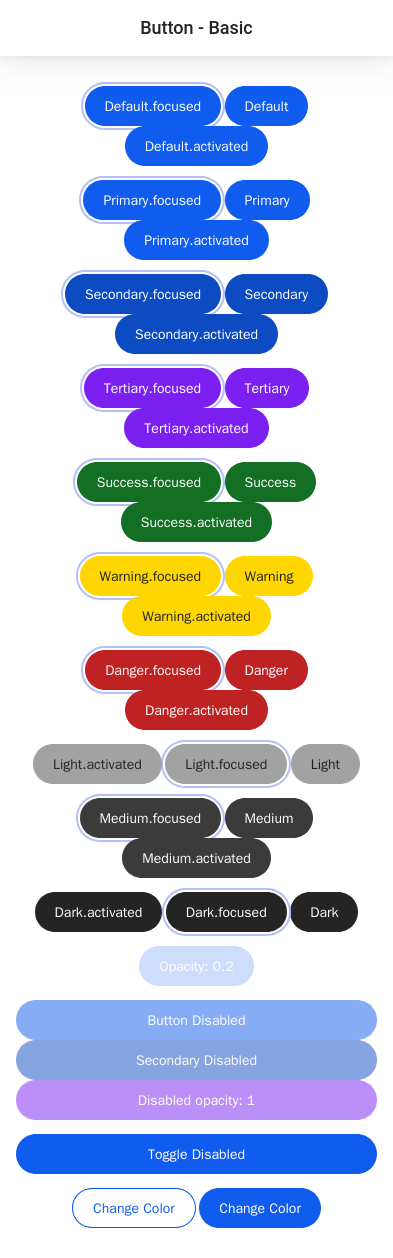 Button - Basic
Default.focused Default
Default.activated
Primary.focused Primary
Primary.activated
Secondary.focused Secondary
Secondary.activated
Tertiary.focused Tertiary
Tertiary.activated
Success.focused Success
Success.activated
Warning.focused Warning
Warning.activated
Danger.focused Danger
Danger.activated
Light.activated Light.focused Light
Medium.focused Medium
Medium.activated
Dark.activated Dark.focused Dark
Opacity: 0.2
Button Disabled
Secondary Disabled
Disabled opacity: 1
Toggle Disabled
Change Color Change Color